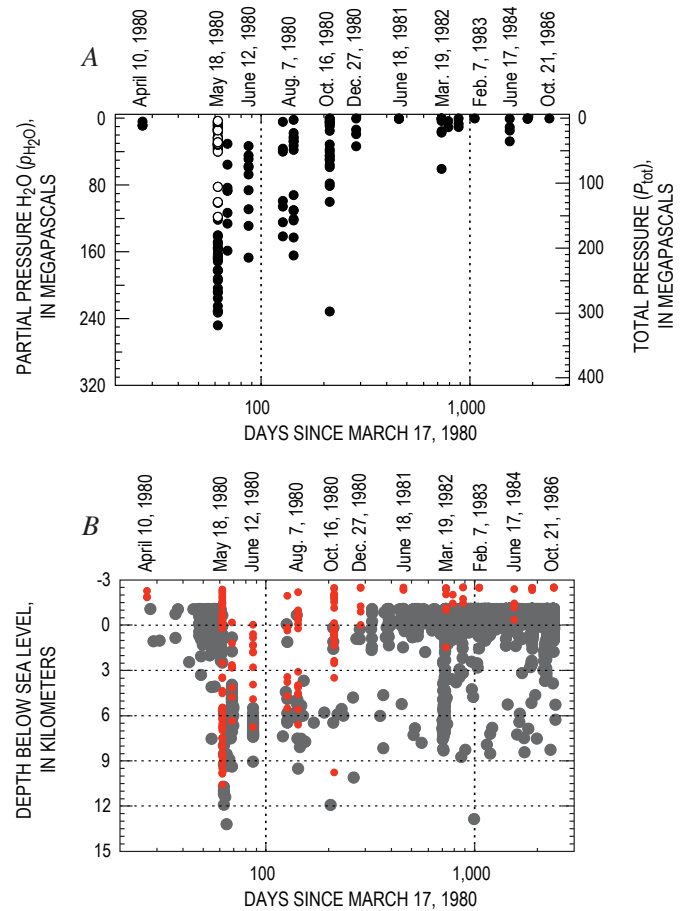 A
April 10, 1980
May 18, 1980
June 12, 1980
Aug. 7, 1980
Oct. 16, 1980
Dec. 27, 1980
June 18, 1981
Mar. 19, 1982
Feb. 7, 1983
June 17, 1984
Oct. 21, 1986
PARTIAL PRESSURE H2O (pH2O),
IN MEGAPASCALS
0
80
160
240
320
0
100
200
300
400
TOTAL PRESSURE (Ptot),
IN MEGAPASCALS
100
1,000
DAYS SINCE MARCH 17, 1980
B
April 10, 1980
May 18, 1980
June 12, 1980
Aug. 7, 1980
Oct. 16, 1980
Dec. 27, 1980
June 18, 1981
Mar. 19, 1982
Feb. 7, 1983
June 17, 1984
Oct. 21, 1986
DEPTH BELOW SEA LEVEL,
IN KILOMETERS
-3
0
3
6
9
12
15
100
1,000
DAYS SINCE MARCH 17, 1980